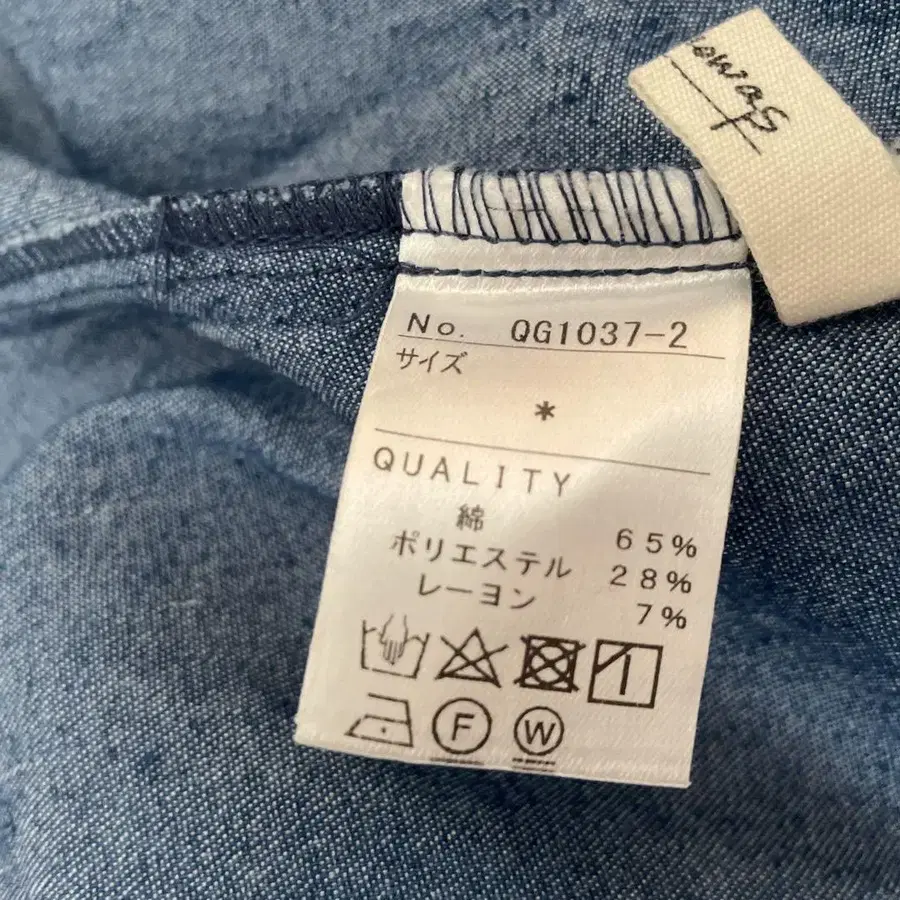 No. QG1037-2
サイズ
*
QUALITY
綿 65%
ポリエステル 28%
レーヨン 7%
F W